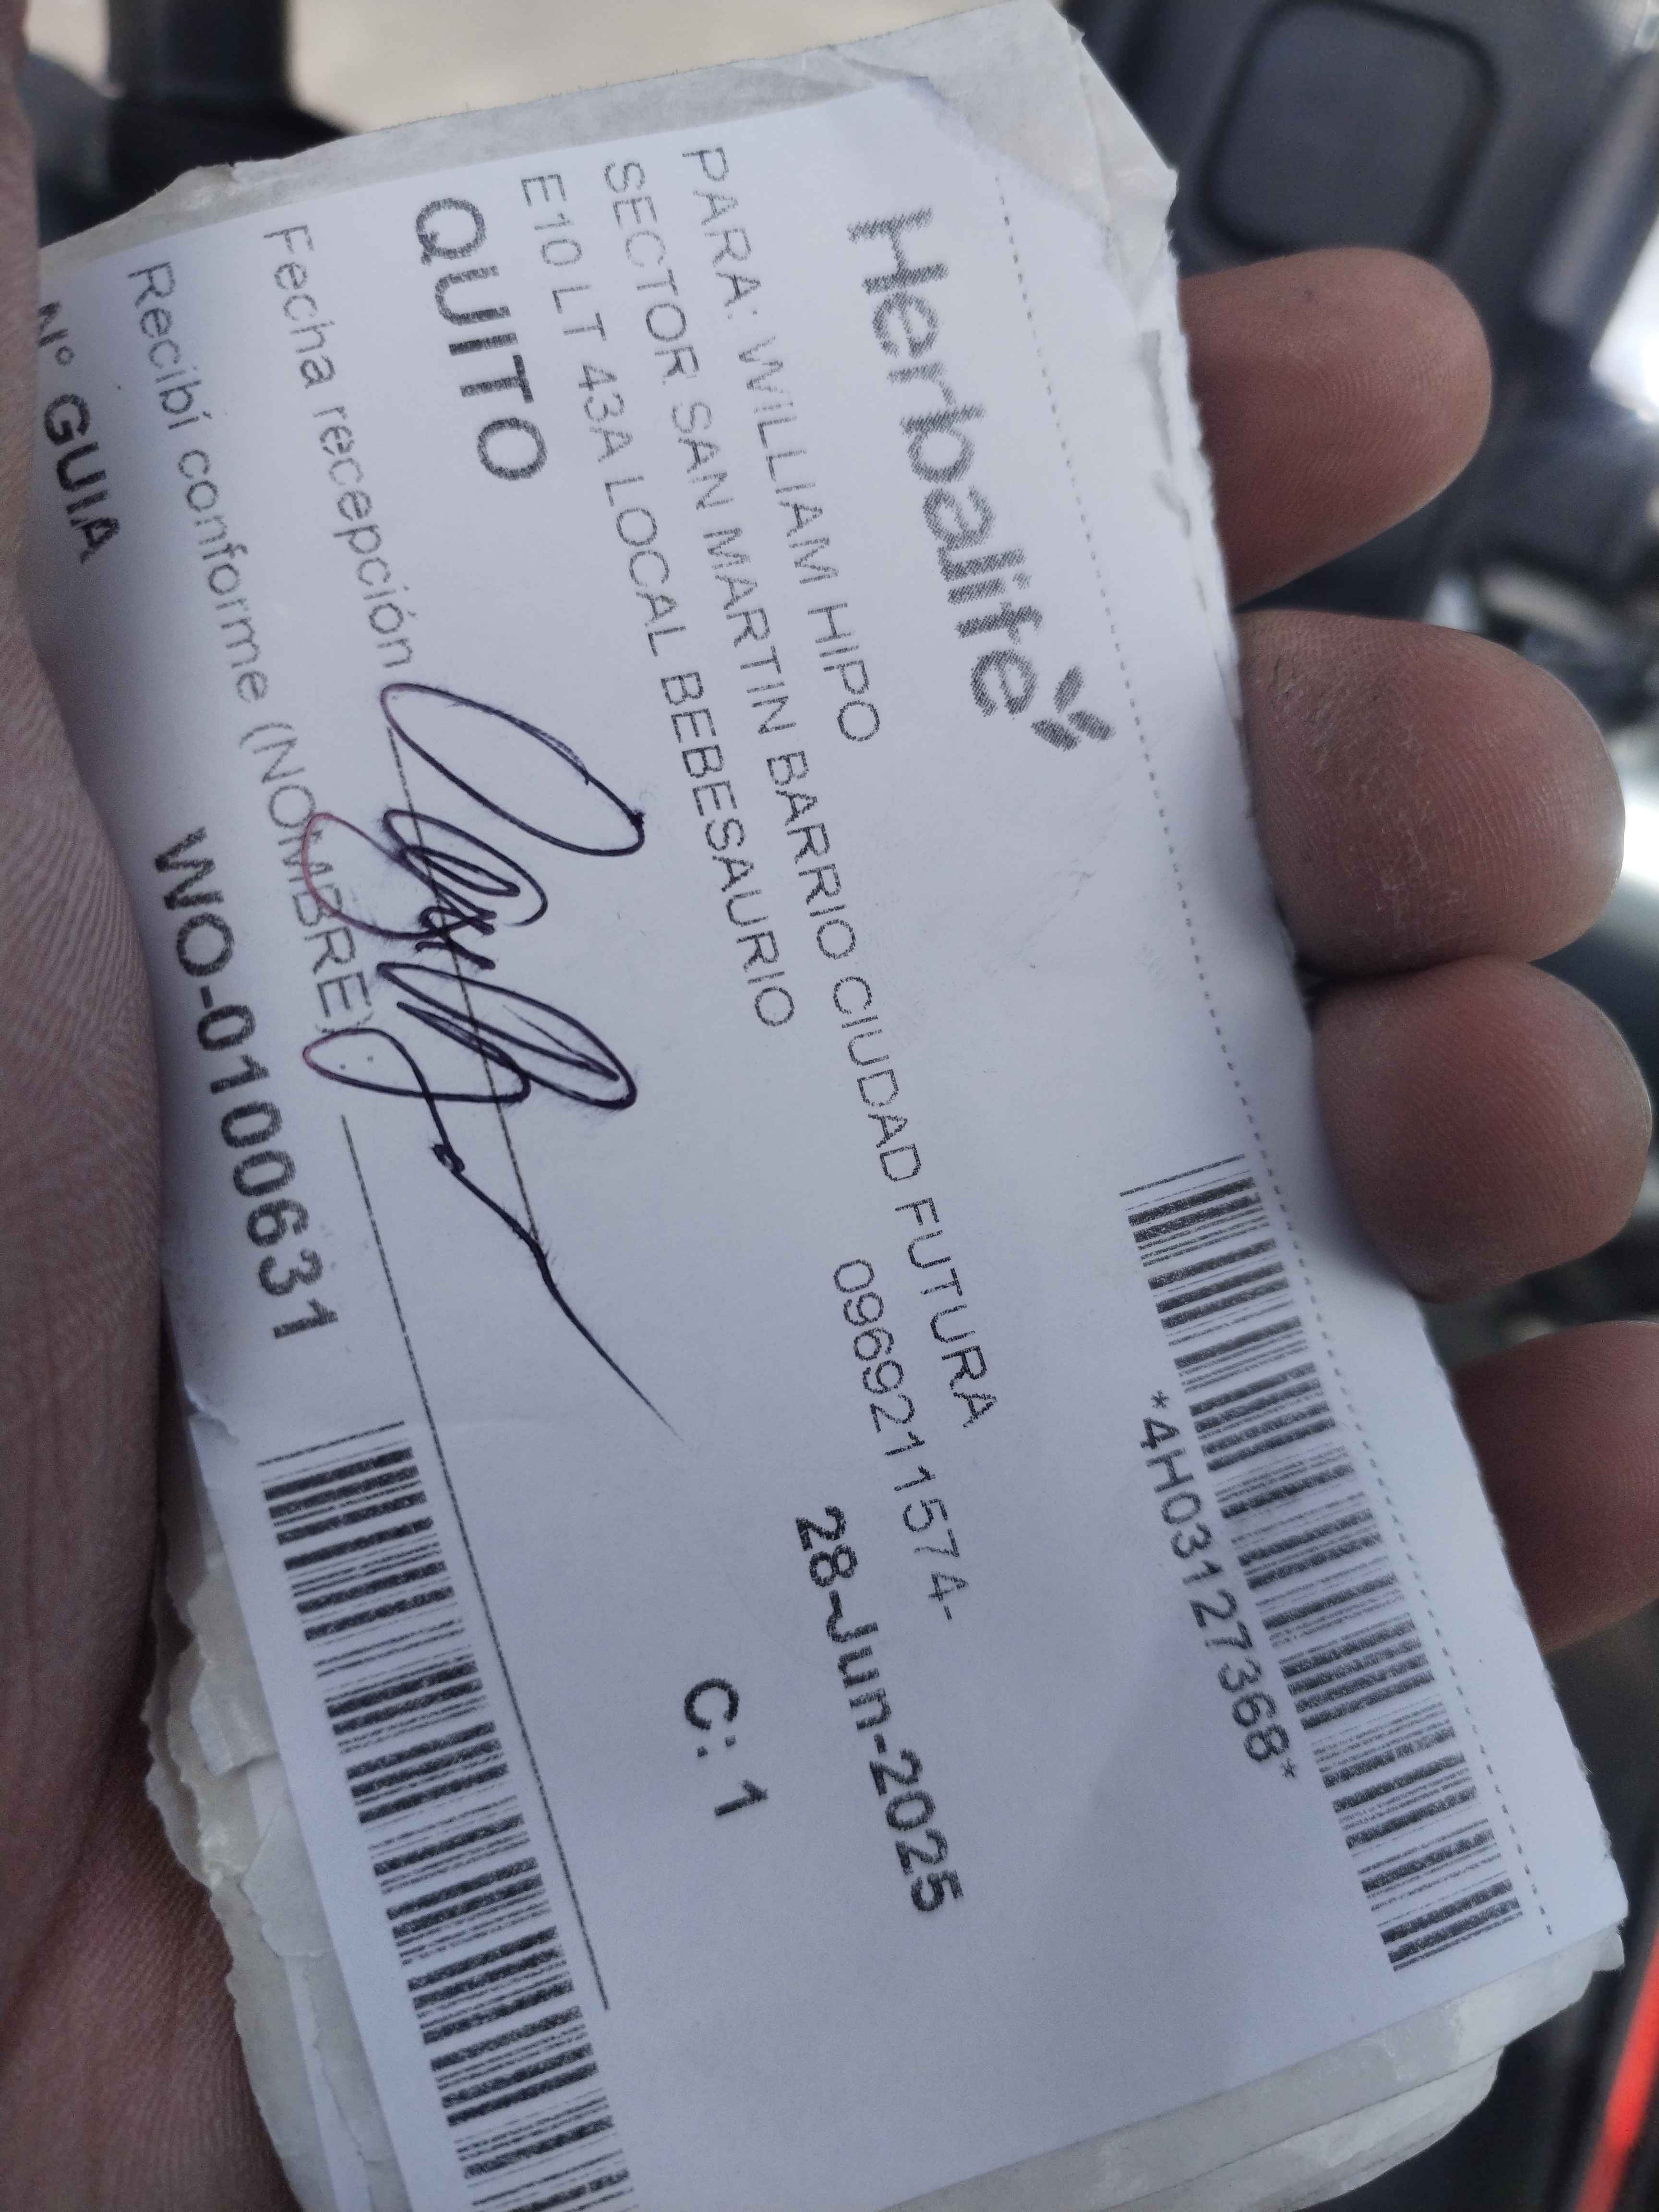 *4H03127368*
Herbalife
PARA: WILLIAM HIPO
0969211574-
SECTOR SAN MARTIN BARRIO CIUDAD FUTURA
E10 LT 43A LOCAL BEBESAURIO
28-Jun-2025
QUITO
C: 1
Fecha recepción
Recibí conforme (NOMBRE)
N° GUIA WO-0100631